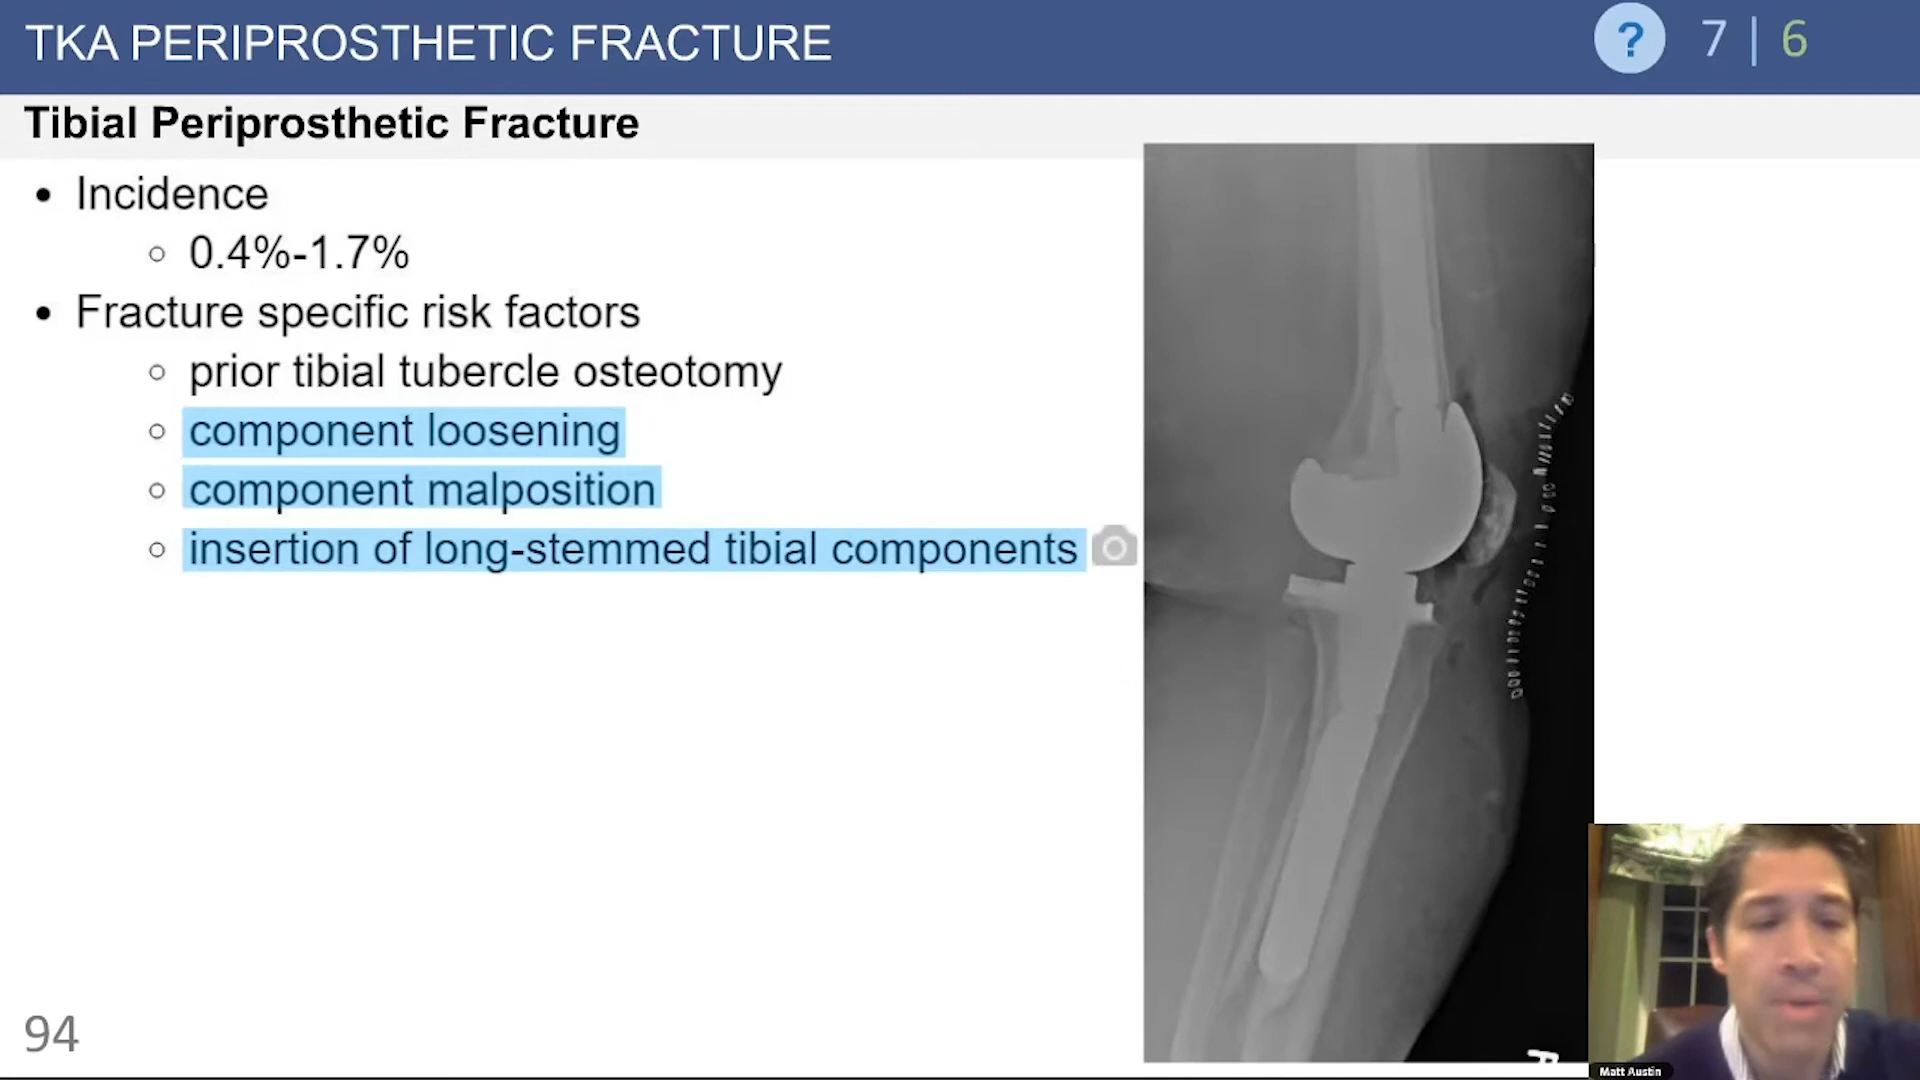 TKA PERIPROSTHETIC FRACTURE
? 7 | 6
Tibial Periprosthetic Fracture
• Incidence
○ 0.4%-1.7%
• Fracture specific risk factors
○ prior tibial tubercle osteotomy
○ component loosening
○ component malposition
○ insertion of long-stemmed tibial components
94
Matt Austin